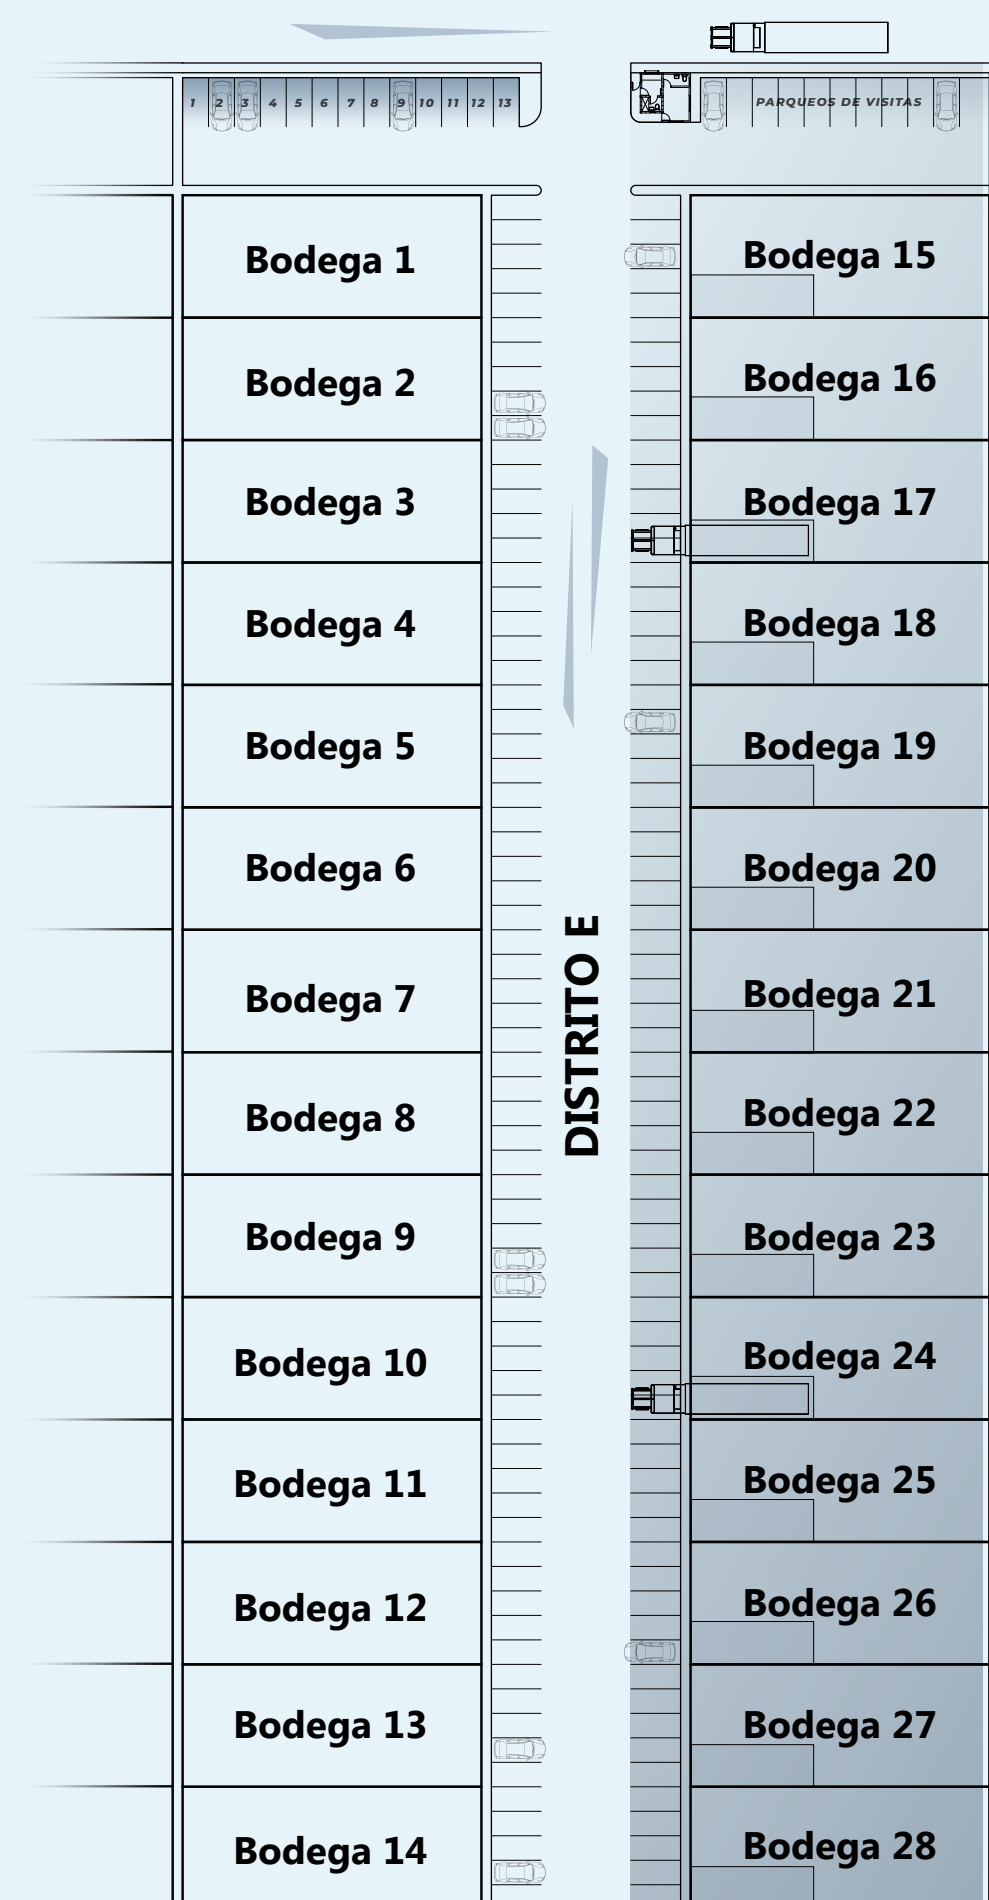 1 2 3 4 5 6 7 8 9 10 11 12 13
PARQUEOS DE VISITAS
Bodega 1
Bodega 2
Bodega 3
Bodega 4
Bodega 5
Bodega 6
Bodega 7
Bodega 8
Bodega 9
Bodega 10
Bodega 11
Bodega 12
Bodega 13
Bodega 14
DISTRITO E
Bodega 15
Bodega 16
Bodega 17
Bodega 18
Bodega 19
Bodega 20
Bodega 21
Bodega 22
Bodega 23
Bodega 24
Bodega 25
Bodega 26
Bodega 27
Bodega 28